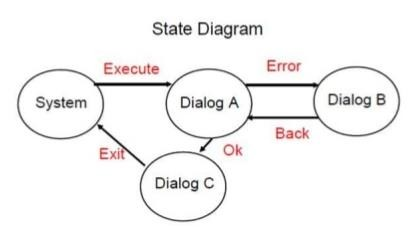 State Diagram
Execute
Error
System
Dialog A
Dialog B
Back
Exit
Ok
Dialog C